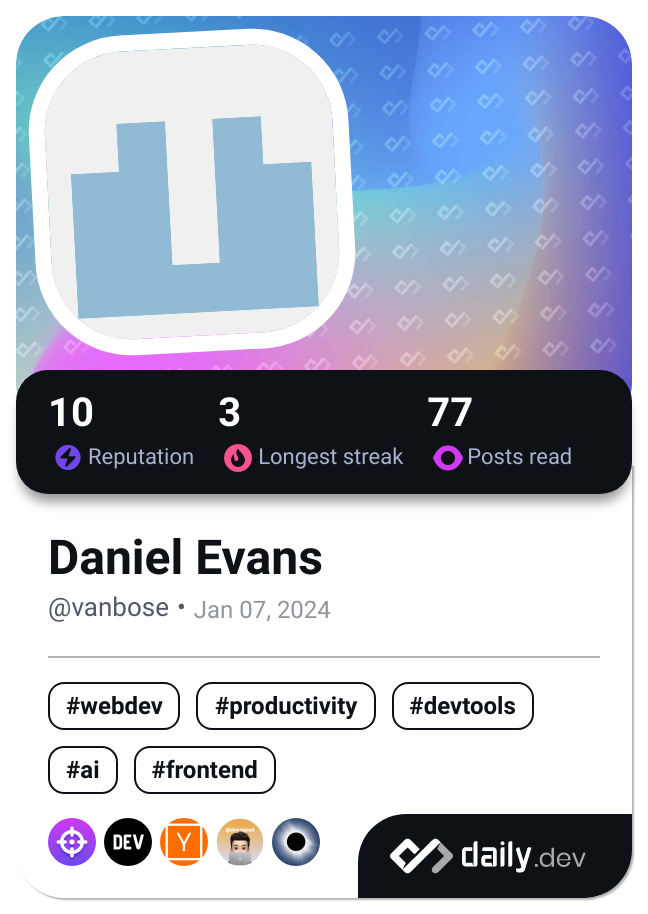 10 3 77
Reputation Longest streak Posts read
Daniel Evans
@vanbose • Jan 07, 2024
#webdev #productivity #devtools
#ai #frontend
DEV Y
daily.dev